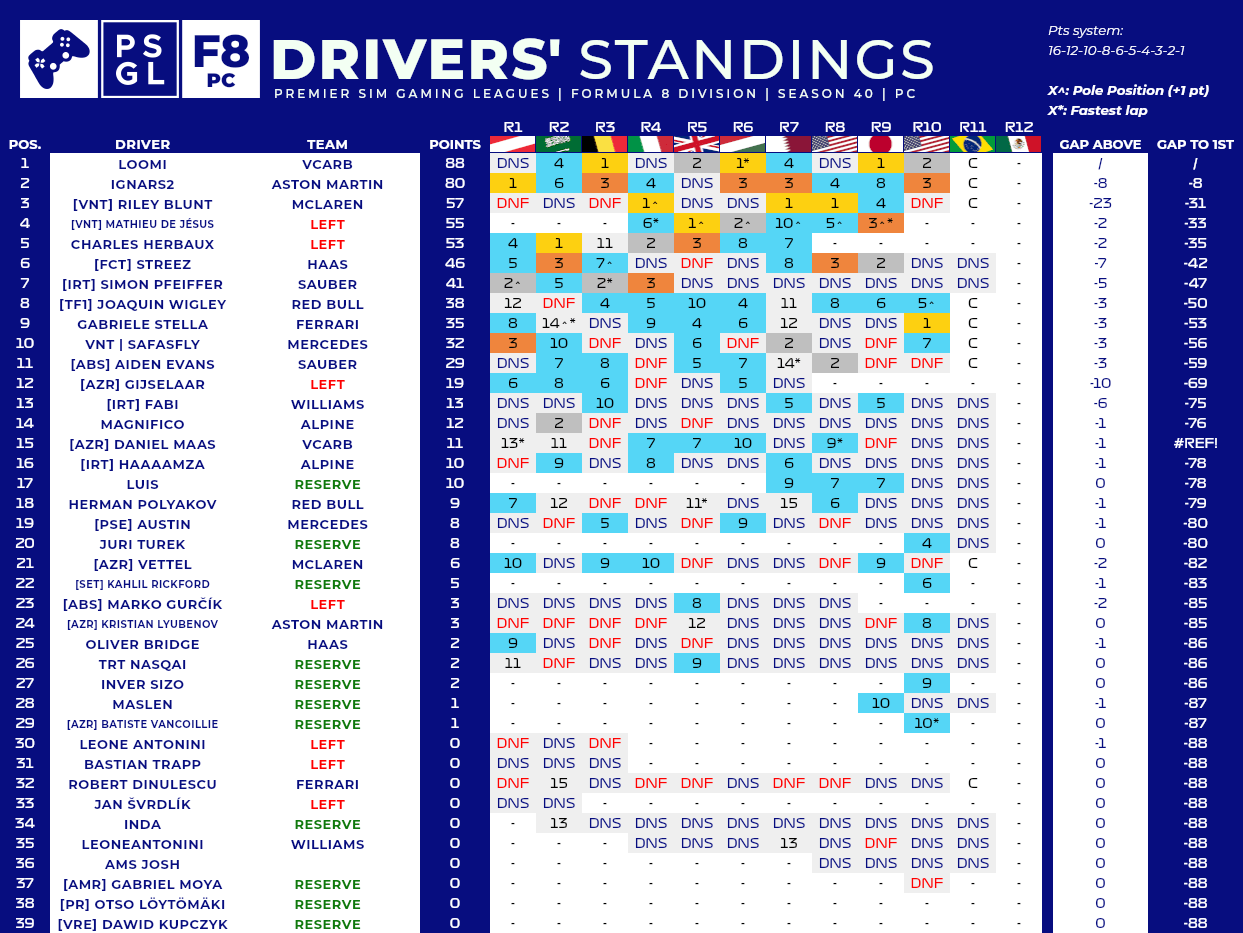 PS GL F8 PC DRIVERS' STANDINGS
PREMIER SIM GAMING LEAGUES | FORMULA 8 DIVISION | SEASON 40 | PC
Pts system:
16-12-10-8-6-5-4-3-2-1
X^: Pole Position (+1 pt)
X*: Fastest lap
R1 R2 R3 R4 R5 R6 R7 R8 R9 R10 R11 R12
POS. DRIVER TEAM POINTS GAP ABOVE GAP TO 1ST
1 LOOMI VCARB 88 DNS 4 1 DNS 2 1* 4 DNS 1 2 C - / /
2 IGNARS2 ASTON MARTIN 80 1 6 3 4 DNS 3 3 4 8 3 C - -8 -8
3 [VNT] RILEY BLUNT MCLAREN 57 DNF DNS DNF 1^ DNS DNS 1 1 4 DNF C - -23 -31
4 [VNT] MATHIEU DE JÉSUS LEFT 55 - - - 6* 1^ 2^ 10^ 5^ 3^* - - - -2 -33
5 CHARLES HERBAUX LEFT 53 4 1 11 2 3 8 7 - - - - - -2 -35
6 [FCT] STREEZ HAAS 46 5 3 7^ DNS DNF DNS 8 3 2 DNS DNS - -7 -42
7 [IRT] SIMON PFEIFFER SAUBER 41 2^ 5 2* 3 DNS DNS DNS DNS DNS DNS DNS - -5 -47
8 [TF1] JOAQUIN WIGLEY RED BULL 38 12 DNF 4 5 10 4 11 8 6 5^ C - -3 -50
9 GABRIELE STELLA FERRARI 35 8 14^* DNS 9 4 6 12 DNS DNS 1 C - -3 -53
10 VNT | SAFASFLY MERCEDES 32 3 10 DNF DNS 6 DNF 2 DNS DNF 7 C - -3 -56
11 [ABS] AIDEN EVANS SAUBER 29 DNS 7 8 DNF 5 7 14* 2 DNF DNF C - -3 -59
12 [AZR] GIJSELAAR LEFT 19 6 8 6 DNF DNS 5 DNS - - - - - -10 -69
13 [IRT] FABI WILLIAMS 13 DNS DNS 10 DNS DNS DNS 5 DNS 5 DNS DNS - -6 -75
14 MAGNIFICO ALPINE 12 DNS 2 DNF DNS DNF DNS DNS DNS DNS DNS DNS - -1 -76
15 [AZR] DANIEL MAAS VCARB 11 13* 11 DNF 7 7 10 DNS 9* DNF DNS DNS - -1 #REF!
16 [IRT] HAAAAMZA ALPINE 10 DNF 9 DNS 8 DNS DNS 6 DNS DNS DNS DNS - -1 -78
17 LUIS RESERVE 10 - - - - - - 9 7 7 DNS DNS - 0 -78
18 HERMAN POLYAKOV RED BULL 9 7 12 DNF DNF 11* DNS 15 6 DNS DNS DNS - -1 -79
19 [PSE] AUSTIN MERCEDES 8 DNS DNF 5 DNS DNF 9 DNS DNF DNS DNS DNS - -1 -80
20 JURI TUREK RESERVE 8 - - - - - - - - - 4 DNS - 0 -80
21 [AZR] VETTEL MCLAREN 6 10 DNS 9 10 DNF DNS DNS DNF 9 DNF C - -2 -82
22 [SET] KAHLIL RICKFORD RESERVE 5 - - - - - - - - - 6 - - -1 -83
23 [ABS] MARKO GURČÍK LEFT 3 DNS DNS DNS DNS 8 DNS DNS DNS - - - - -2 -85
24 [AZR] KRISTIAN LYUBENOV ASTON MARTIN 3 DNF DNF DNF DNF 12 DNS DNS DNS DNF 8 DNS - 0 -85
25 OLIVER BRIDGE HAAS 2 9 DNS DNF DNS DNF DNS DNS DNS DNS DNS DNS - -1 -86
26 TRT NASQAI RESERVE 2 11 DNF DNS DNS 9 DNS DNS DNS DNS DNS DNS - 0 -86
27 INVER SIZO RESERVE 2 - - - - - - - - - 9 - - 0 -86
28 MASLEN RESERVE 1 - - - - - - - - 10 DNS DNS - -1 -87
29 [AZR] BATISTE VANCOILLIE RESERVE 1 - - - - - - - - - 10* - - 0 -87
30 LEONE ANTONINI LEFT 0 DNF DNS DNF - - - - - - - - - -1 -88
31 BASTIAN TRAPP LEFT 0 DNS DNS DNS - - - - - - - - - 0 -88
32 ROBERT DINULESCU FERRARI 0 DNF 15 DNS DNF DNF DNS DNF DNF DNS DNS C - 0 -88
33 JAN ŠVRDLÍK LEFT 0 DNS DNS - - - - - - - - - - 0 -88
34 INDA RESERVE 0 - 13 DNS DNS DNS DNS DNS DNS DNS DNS DNS - 0 -88
35 LEONEANTONINI WILLIAMS 0 - - - DNS DNS DNS 13 DNS DNF DNS DNS - 0 -88
36 AMS JOSH 0 - - - - - - - DNS DNS DNS DNS - 0 -88
37 [AMR] GABRIEL MOYA RESERVE 0 - - - - - - - - - DNF - - 0 -88
38 [PR] OTSO LÖYTÖMÄKI RESERVE 0 - - - - - - - - - - - - 0 -88
39 [VRE] DAWID KUPCZYK RESERVE 0 - - - - - - - - - - - - 0 -88